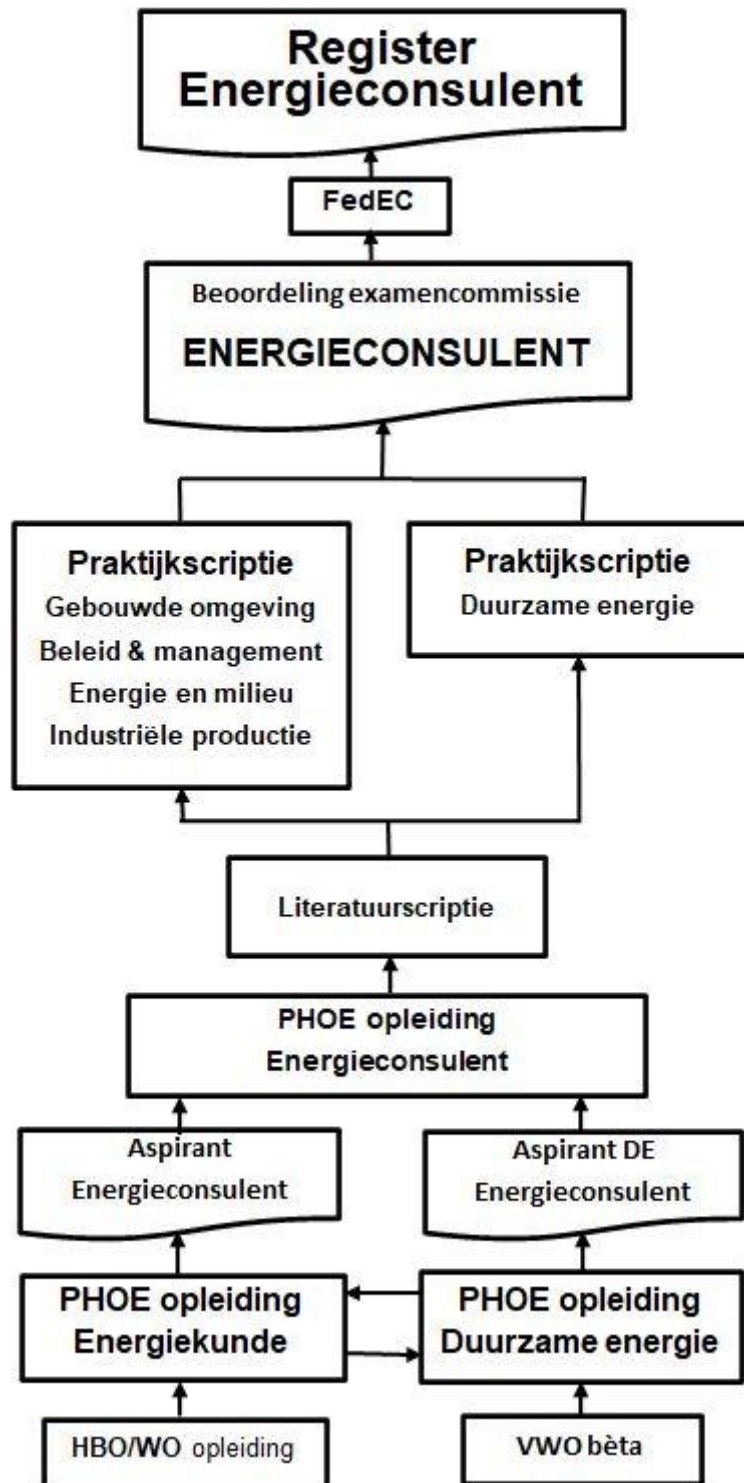 Register
Energieconsulent
FedEC
Beoordeling examencommissie
ENERGIECONSULENT
Praktijkscriptie
Gebouwde omgeving
Beleid & management
Energie en milieu
Industriële productie
Praktijkscriptie
Duurzame energie
Literatuurscriptie
PHOE opleiding
Energieconsulent
Aspirant
Energieconsulent
Aspirant DE
Energieconsulent
PHOE opleiding
Energiekunde
PHOE opleiding
Duurzame energie
HBO/WO opleiding
VWO bèta